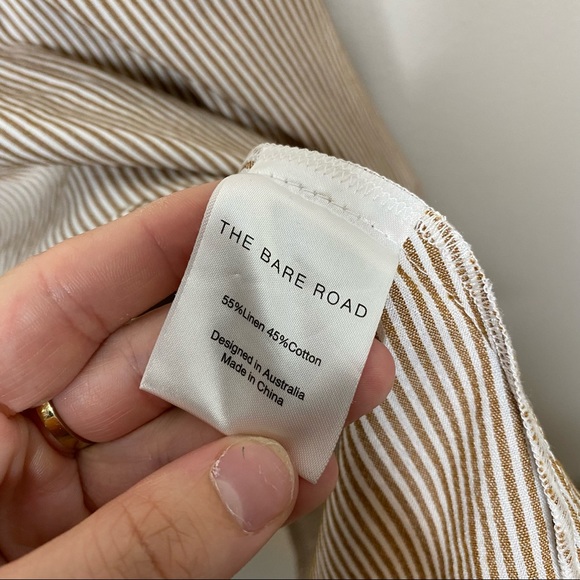 THE BARE ROAD
55%Linen 45%Cotton
Designed in Australia
Made in China